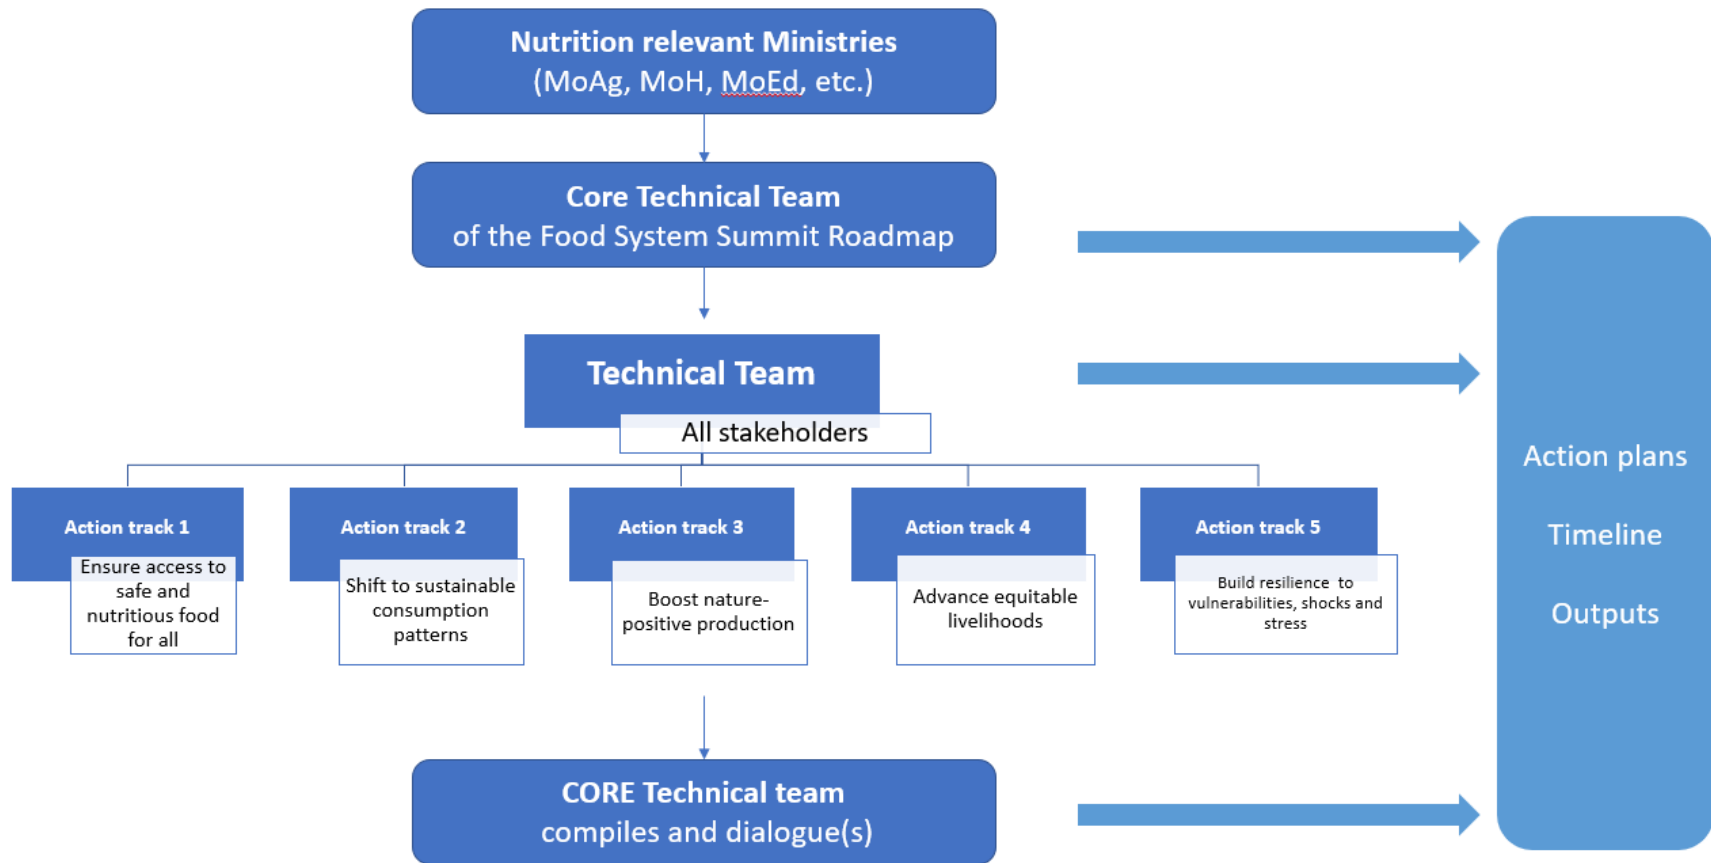 Nutrition relevant Ministries
(MoAg, MoH, MoEd, etc.)
Core Technical Team
of the Food System Summit Roadmap
Technical Team
All stakeholders
Action track 1
Ensure access to
safe and
nutritious food
for all
Action track 2
Shift to sustainable
consumption
patterns
Action track 3
Boost nature-
positive production
Action track 4
Advance equitable
livelihoods
Action track 5
Build resilience to
vulnerabilities, shocks and
stress
CORE Technical team
compiles and dialogue(s)
Action plans
Timeline
Outputs